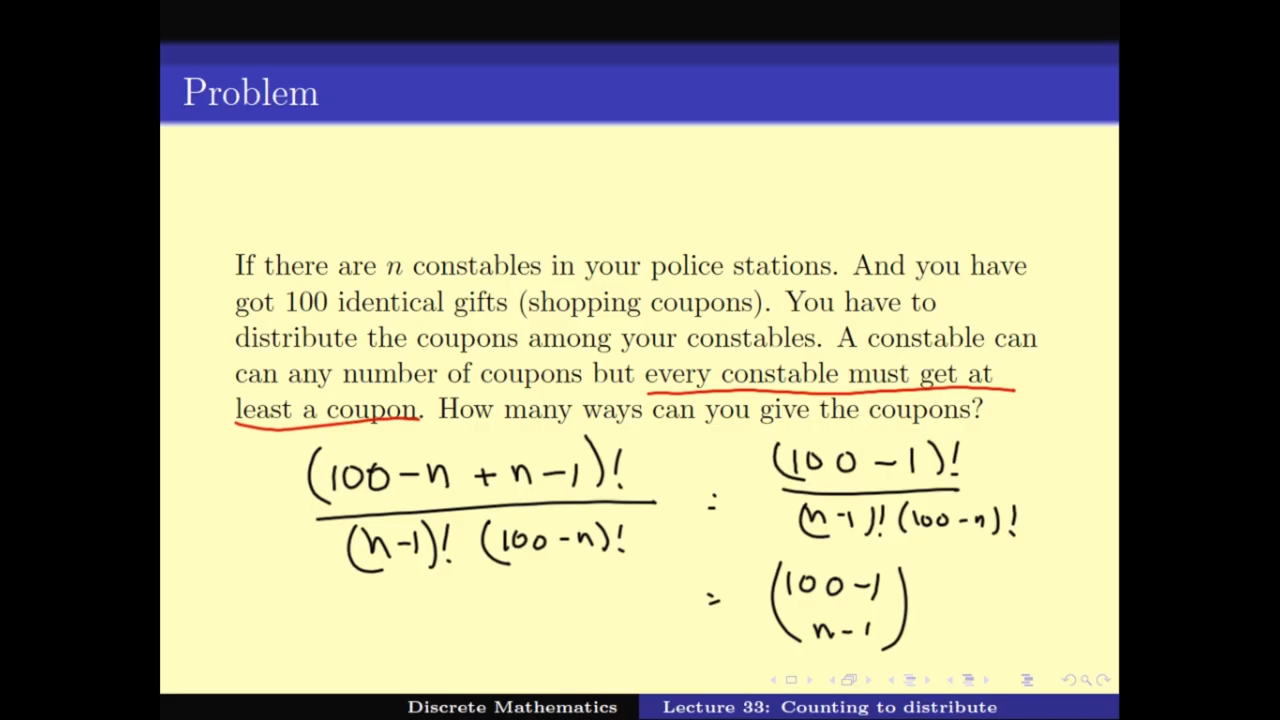 Problem
If there are n constables in your police stations. And you have
got 100 identical gifts (shopping coupons). You have to
distribute the coupons among your constables. A constable can
can any number of coupons but every constable must get at
least a coupon. How many ways can you give the coupons?
(100 - n + n - 1)!
(n-1)! (100 - n)!
=
(100 - 1)!
(n-1)! (100 - n)!
=
(100 - 1
n - 1)
Discrete Mathematics
Lecture 33: Counting to distribute